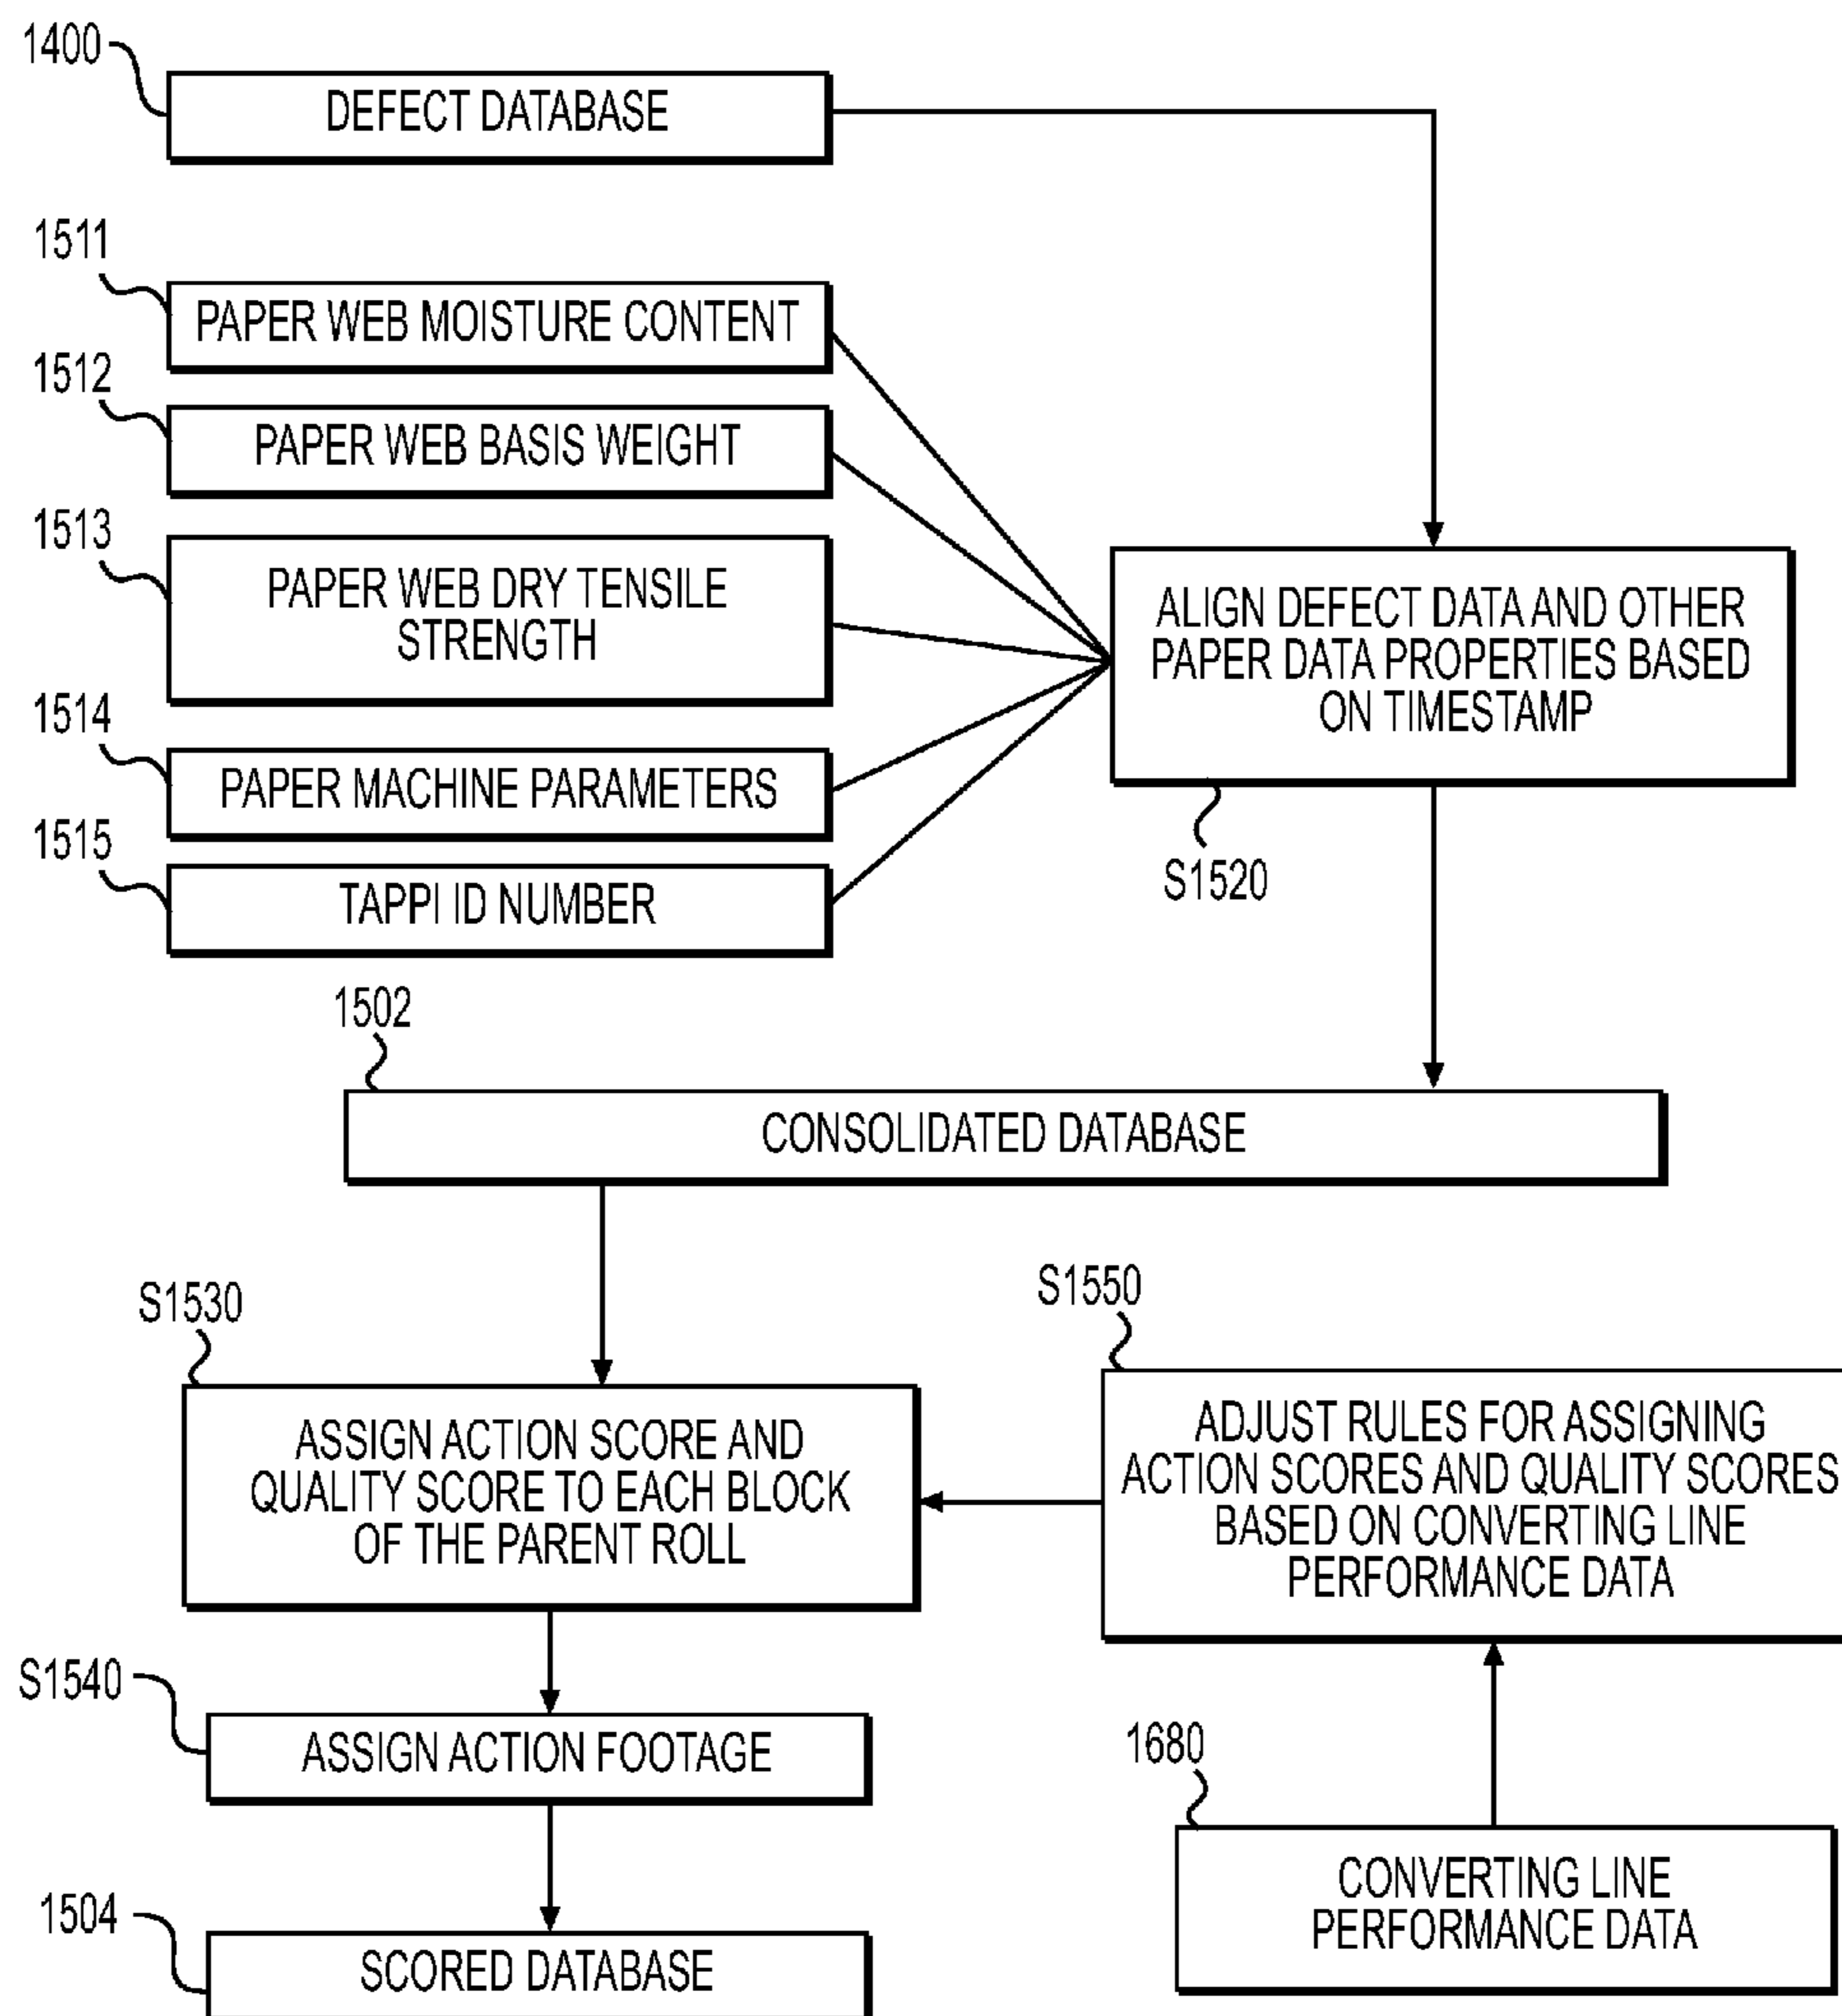 1400
DEFECT DATABASE
1511
PAPER WEB MOISTURE CONTENT
1512
PAPER WEB BASIS WEIGHT
1513
PAPER WEB DRY TENSILE
STRENGTH
1514
PAPER MACHINE PARAMETERS
1515
TAPPI ID NUMBER
ALIGN DEFECT DATA AND OTHER
PAPER DATA PROPERTIES BASED
ON TIMESTAMP
S1520
1502
CONSOLIDATED DATABASE
S1530
ASSIGN ACTION SCORE AND
QUALITY SCORE TO EACH BLOCK
OF THE PARENT ROLL
S1550
ADJUST RULES FOR ASSIGNING
ACTION SCORES AND QUALITY SCORES
BASED ON CONVERTING LINE
PERFORMANCE DATA
S1540
ASSIGN ACTION FOOTAGE
1680
CONVERTING LINE
PERFORMANCE DATA
1504
SCORED DATABASE